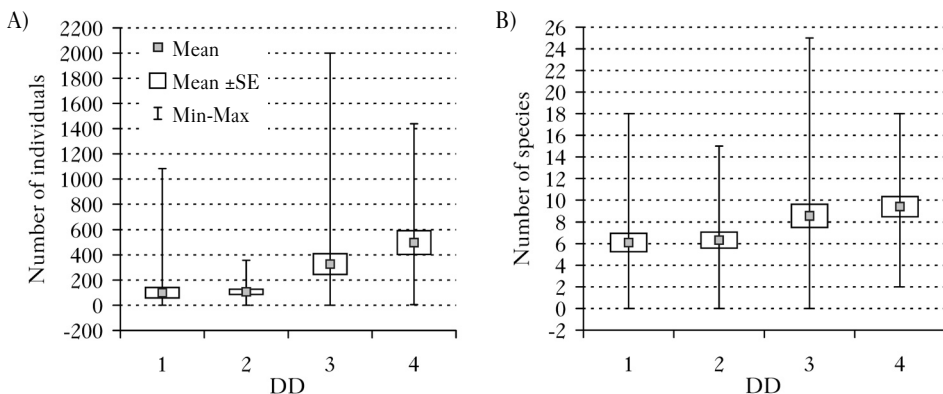 A)
Number of individuals
2200
2000
1800
1600
1400
1200
1000
800
600
400
200
0
-200
Mean
Mean ±SE
Min-Max
1 2 3 4
DD
B)
Number of species
26
24
22
20
18
16
14
12
10
8
6
4
2
0
-2
1 2 3 4
DD